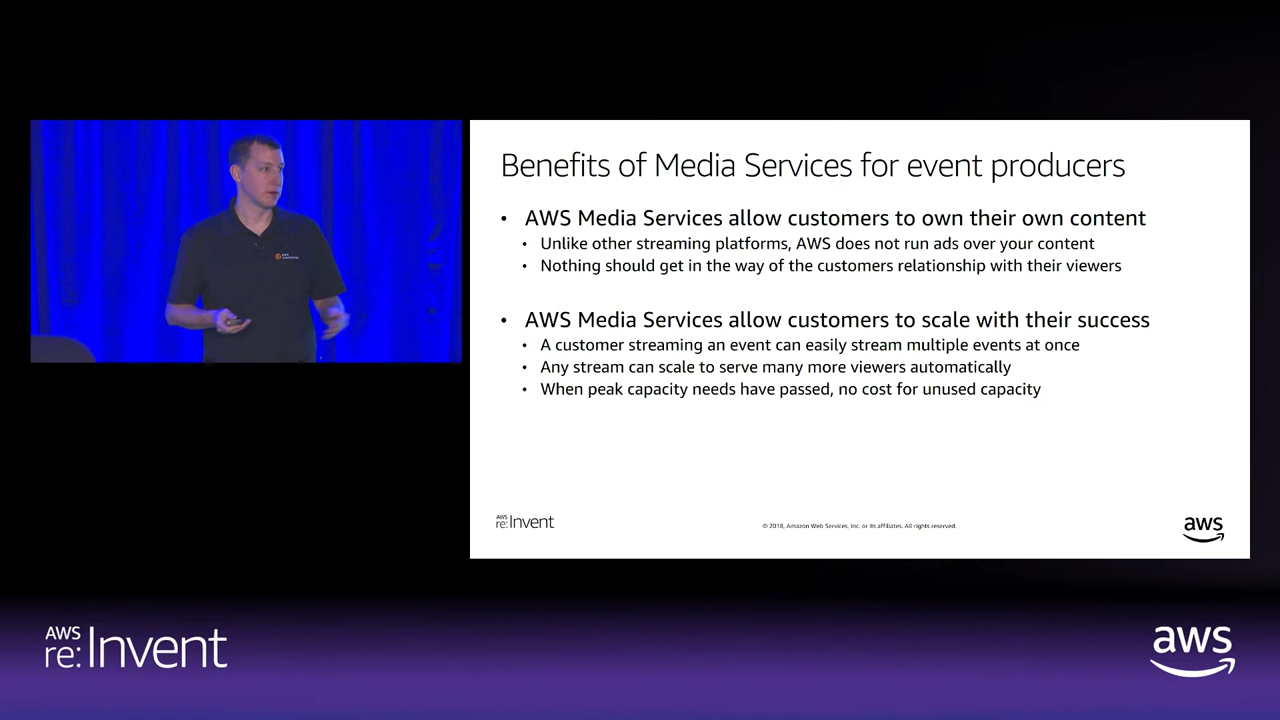 Benefits of Media Services for event producers
• AWS Media Services allow customers to own their own content
• Unlike other streaming platforms, AWS does not run ads over your content
• Nothing should get in the way of the customers relationship with their viewers
• AWS Media Services allow customers to scale with their success
• A customer streaming an event can easily stream multiple events at once
• Any stream can scale to serve many more viewers automatically
• When peak capacity needs have passed, no cost for unused capacity
AWS
re:Invent
© 2018, Amazon Web Services, Inc. or its affiliates. All rights reserved.
aws
AWS
re:Invent
aws